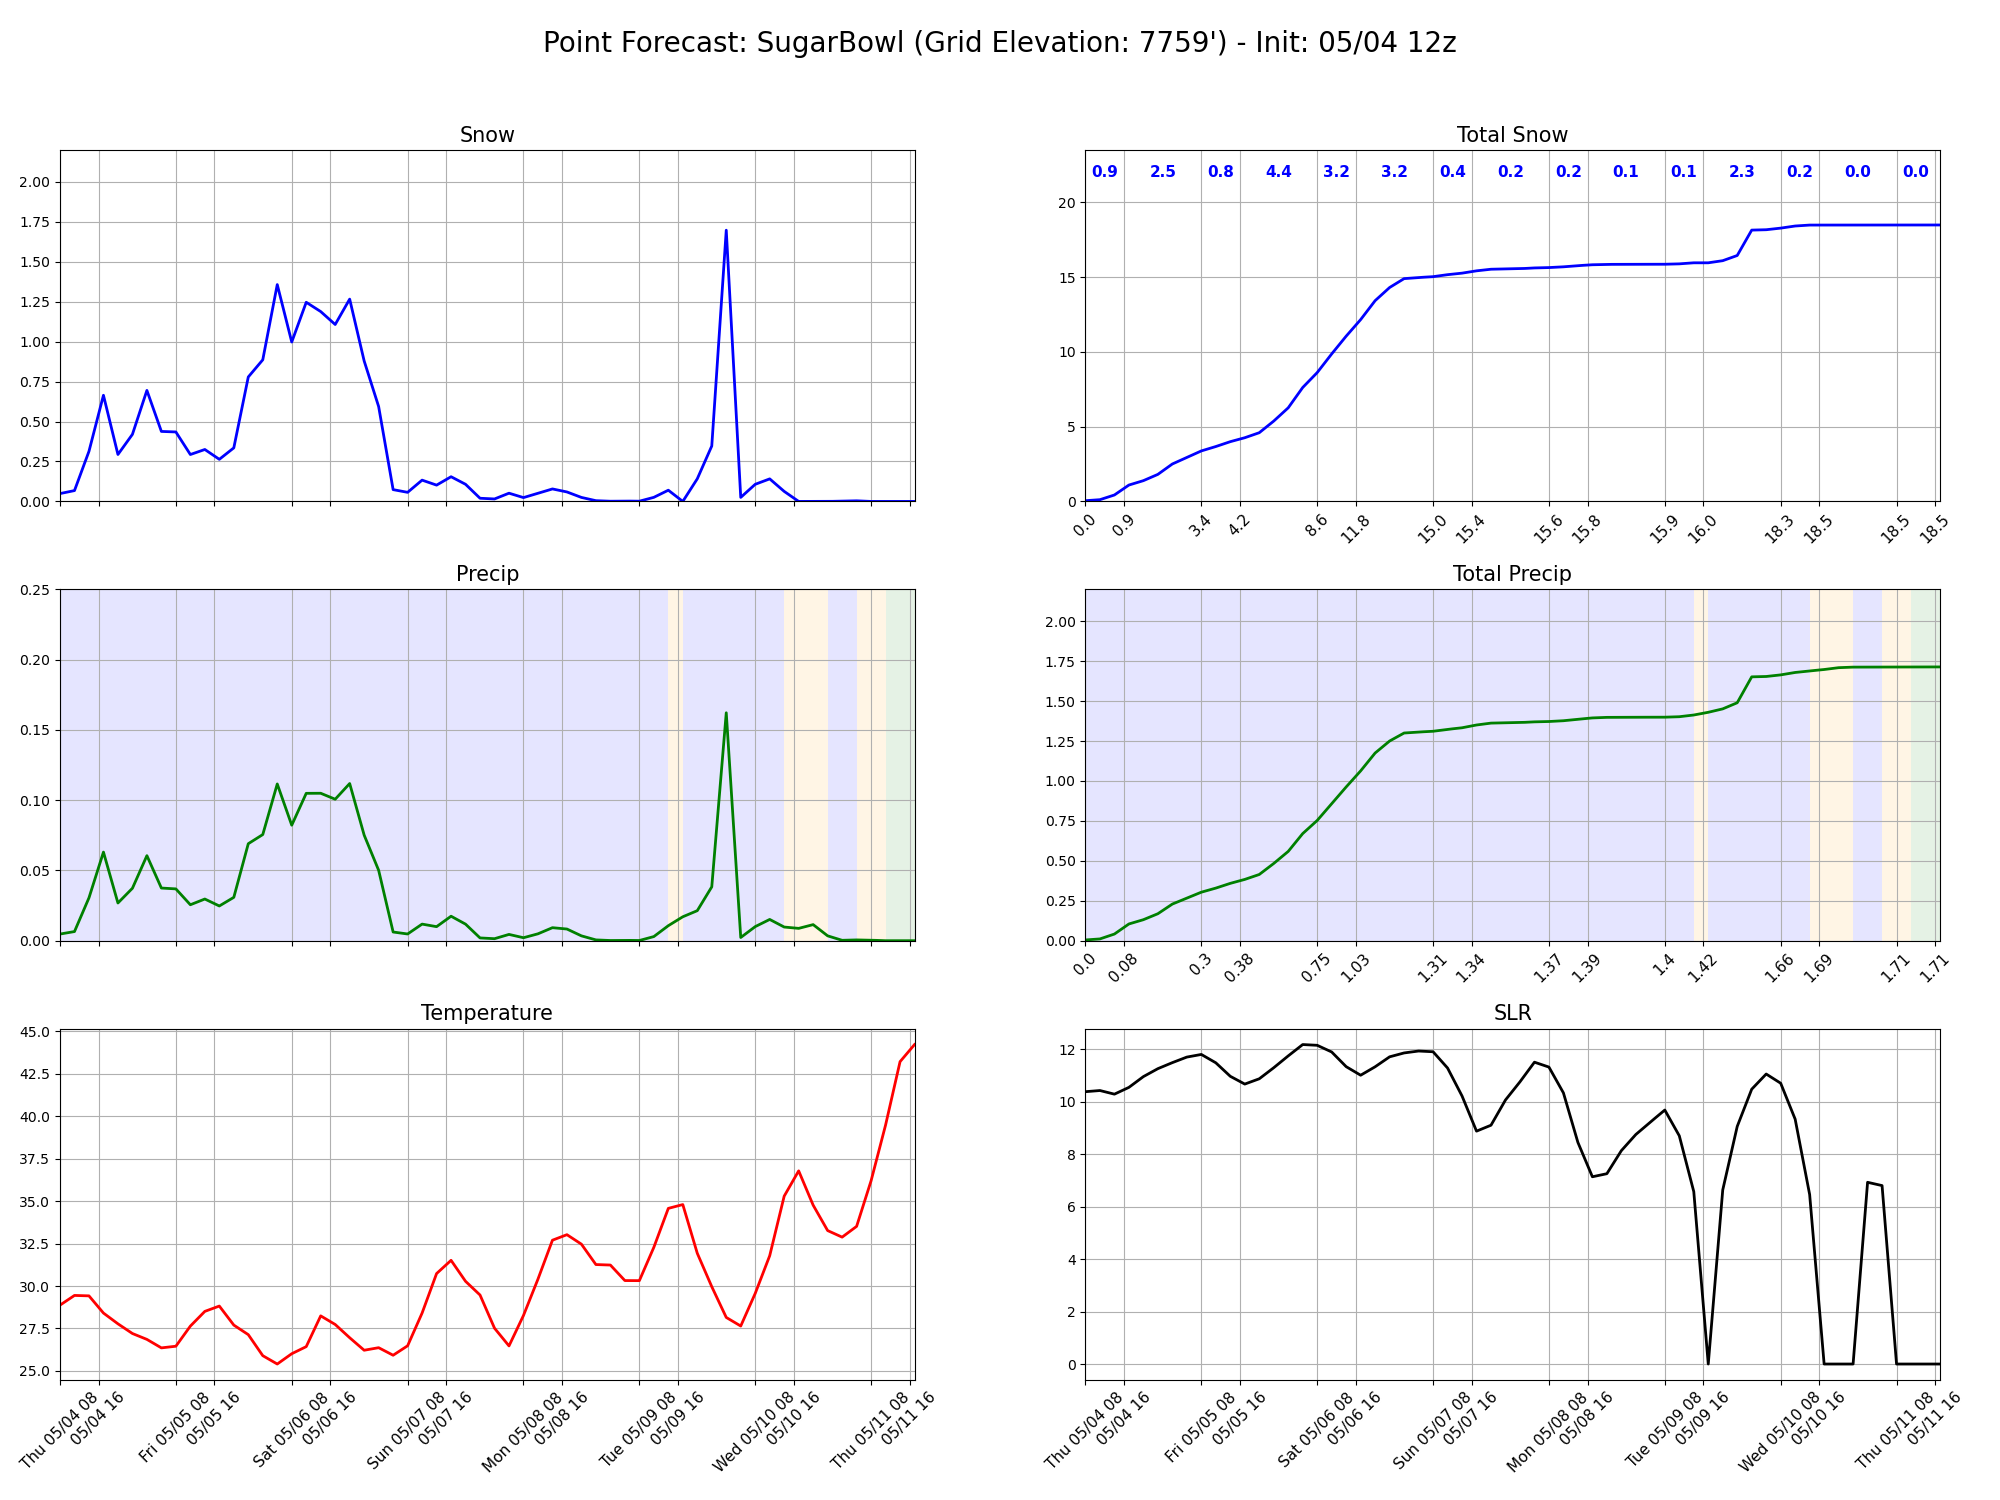 Point Forecast: SugarBowl (Grid Elevation: 7759') - Init: 05/04 12z
Snow
2.00
1.75
1.50
1.25
1.00
0.75
0.50
0.25
0.00
Total Snow
0.9 2.5 0.8 4.4 3.2 3.2 0.4 0.2 0.2 0.1 0.1 2.3 0.2 0.0 0.0
20
15
10
5
0
0.0 0.9 3.4 4.2 8.6 11.8 15.0 15.4 15.6 15.8 15.9 16.0 18.3 18.5 18.5 18.5
Precip
0.25
0.20
0.15
0.10
0.05
0.00
Total Precip
2.00
1.75
1.50
1.25
1.00
0.75
0.50
0.25
0.00
0.0 0.08 0.3 0.38 0.75 1.03 1.31 1.34 1.37 1.39 1.4 1.42 1.66 1.69 1.71 1.71
Temperature
45.0
42.5
40.0
37.5
35.0
32.5
30.0
27.5
25.0
Thu 05/04 08
05/04 16
Fri 05/05 08
05/05 16
Sat 05/06 08
05/06 16
Sun 05/07 08
05/07 16
Mon 05/08 08
05/08 16
Tue 05/09 08
05/09 16
Wed 05/10 08
05/10 16
Thu 05/11 08
05/11 16
SLR
12
10
8
6
4
2
0
Thu 05/04 08
05/04 16
Fri 05/05 08
05/05 16
Sat 05/06 08
05/06 16
Sun 05/07 08
05/07 16
Mon 05/08 08
05/08 16
Tue 05/09 08
05/09 16
Wed 05/10 08
05/10 16
Thu 05/11 08
05/11 16